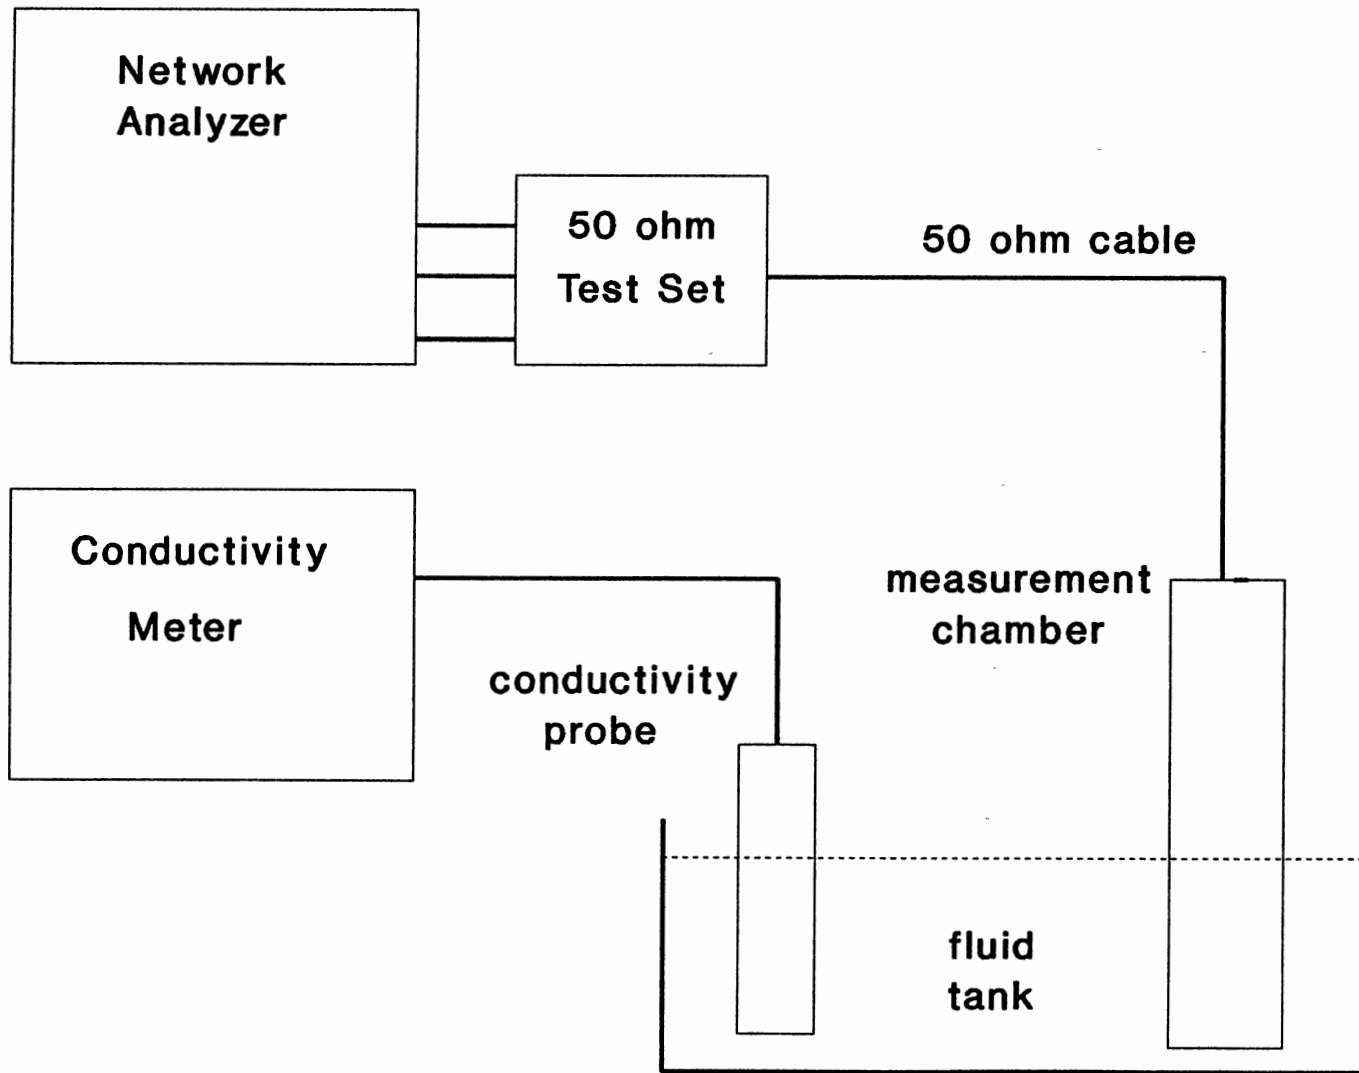 Network
Analyzer
50 ohm
Test Set
50 ohm cable
Conductivity
Meter
measurement
chamber
conductivity
probe
fluid
tank